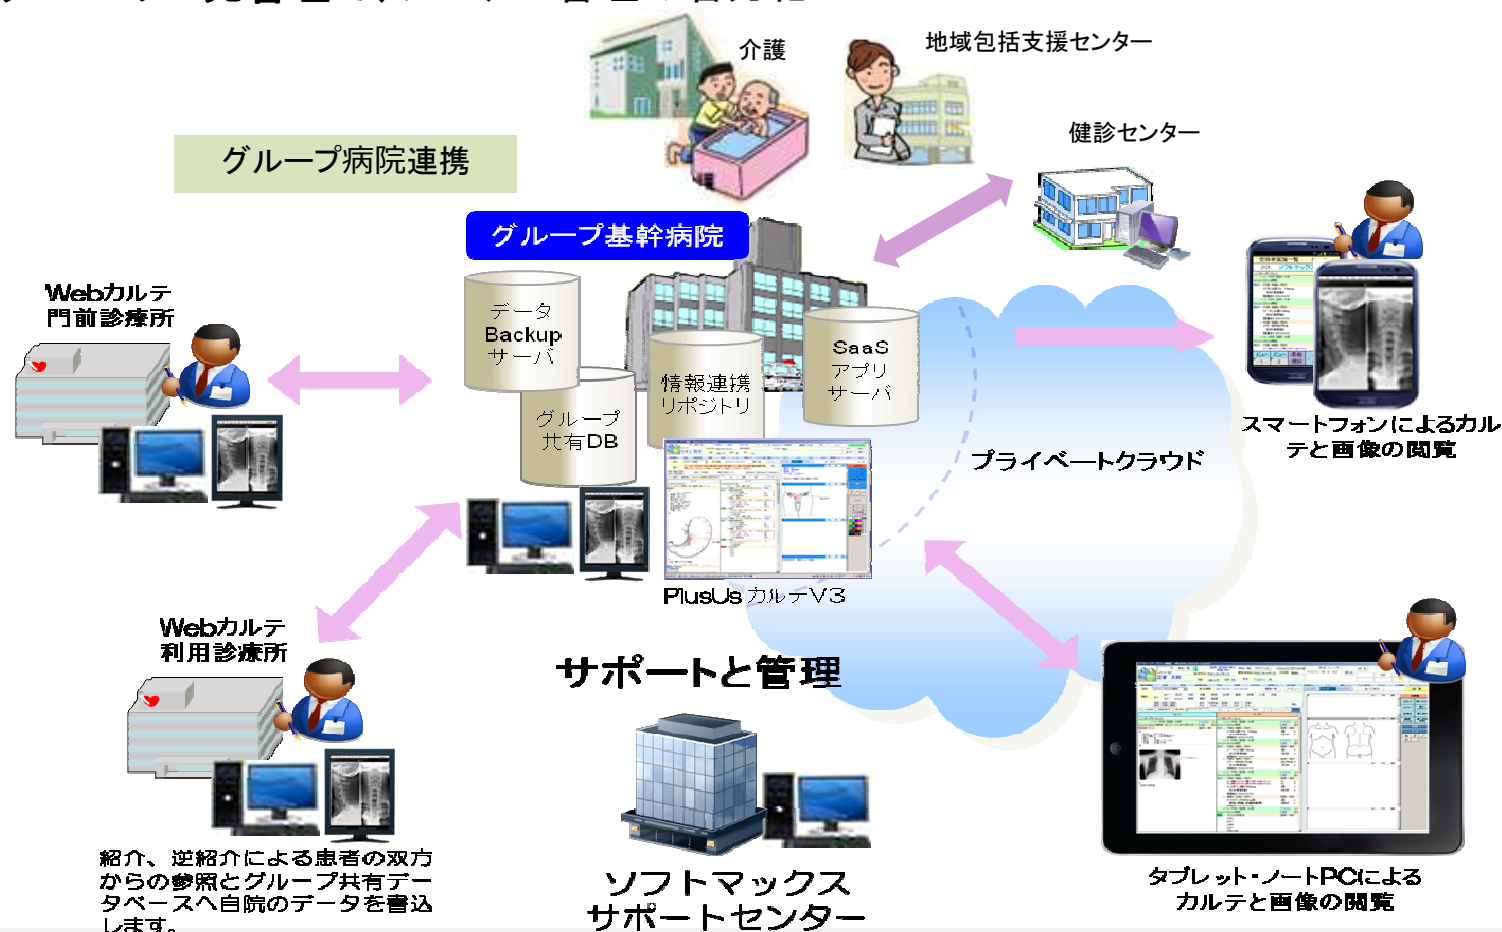 介護
地域包括支援センター
健診センター
グループ病院連携
グループ基幹病院
Webカルテ
門前診療所
データ
Backup
サーバ
グループ
共有DB
情報連携
リポジトリ
SaaS
アプリ
サーバ
プライベートクラウド
スマートフォンによるカル
テと画像の閲覧
PlusUsカルテV3
Webカルテ
利用診療所
サポートと管理
紹介、逆紹介による患者の双方
からの参照とグループ共有デー
タベースへ自院のデータを書込
します。
ソフトマックス
サポートセンター
タブレット・ノートPCによる
カルテと画像の閲覧